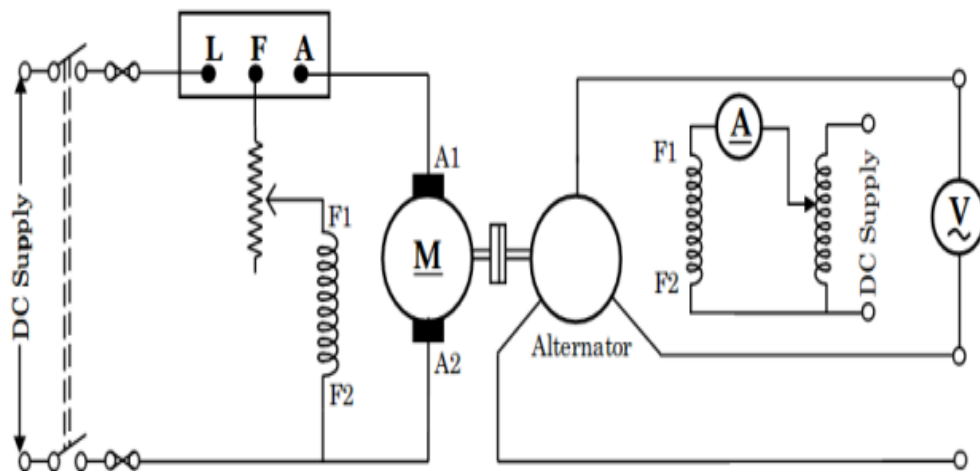 L F A
DC Supply
A1
F1
M
F2
A2
Alternator
F1
A
F2
DC Supply
V